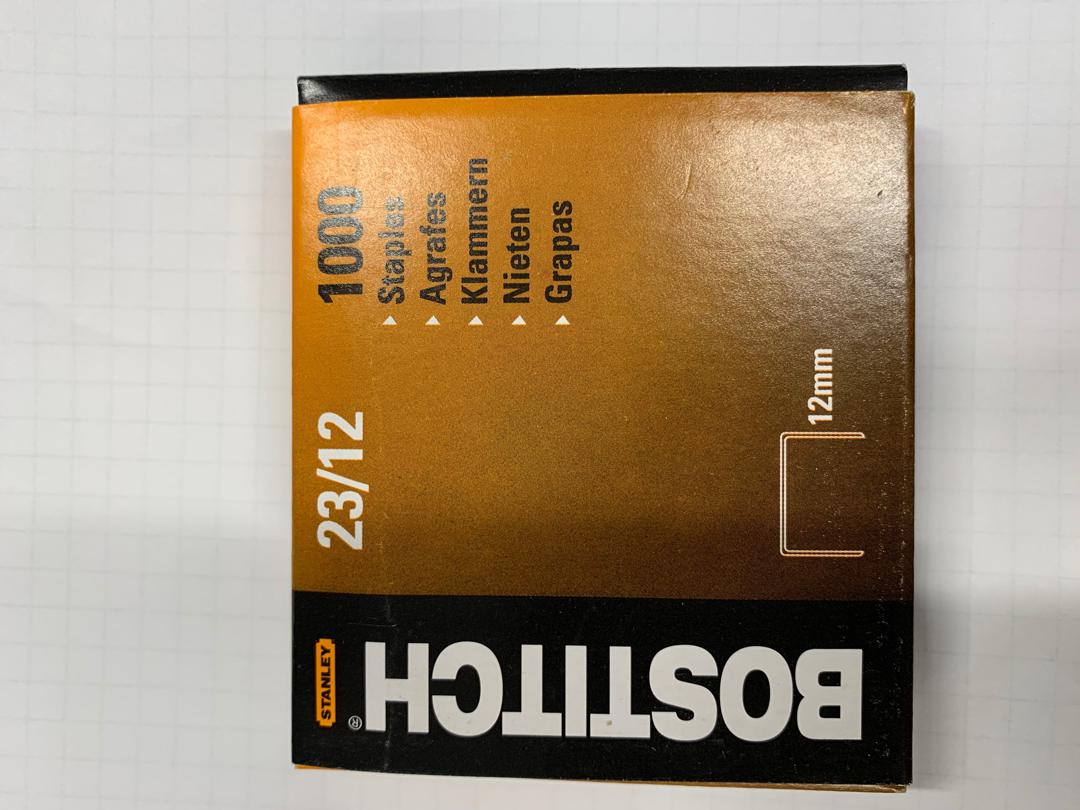 STANLEY
BOSTITCH®
23/12
1000
Staples
Agrafes
Klammern
Nieten
Grapas
12mm